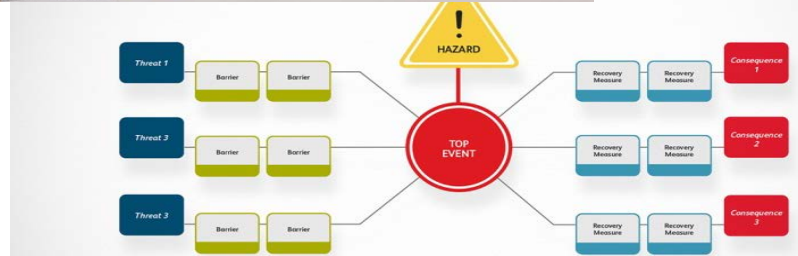 !
HAZARD
Threat 1
Barrier
Barrier
Recovery
Measure
Recovery
Measure
Consequence
1
Threat 3
Barrier
Barrier
TOP
EVENT
Recovery
Measure
Recovery
Measure
Consequence
2
Threat 3
Barrier
Barrier
Recovery
Measure
Recovery
Measure
Consequence
3